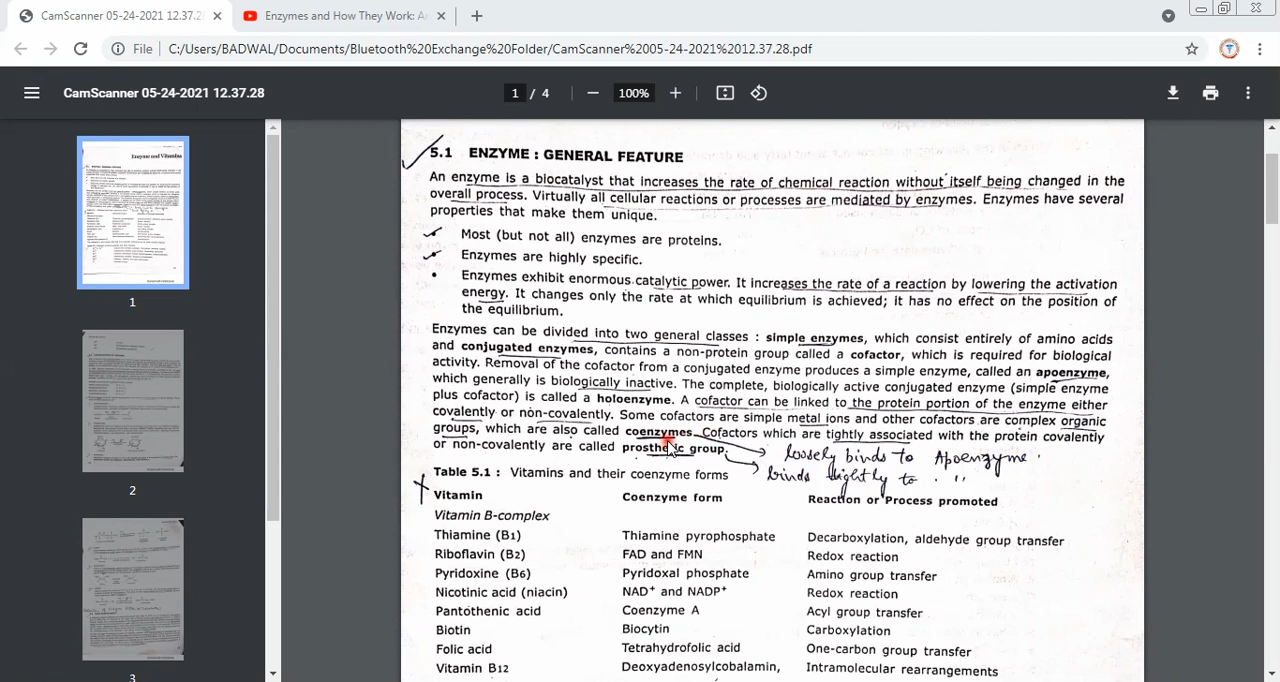 CamScanner 05-24-2021 12.37.28
Enzymes and How They Work: A
File C:/Users/BADWAL/Documents/Bluetooth%20Exchange%20Folder/CamScanner%2005-24-2021%2012.37.28.pdf
CamScanner 05-24-2021 12.37.28
1 / 4
100%
Enzyme and Vitamins
1
2
3
5.1 ENZYME : GENERAL FEATURE
An enzyme is a biocatalyst that increases the rate of chemical reaction without itself being changed in the
overall process. Virtually all cellular reactions or processes are mediated by enzymes. Enzymes have several
properties that make them unique.
Most (but not all) enzymes are proteins.
Enzymes are highly specific.
• Enzymes exhibit enormous catalytic power. It increases the rate of a reaction by lowering the activation
energy. It changes only the rate at which equilibrium is achieved; it has no effect on the position of
the equilibrium.
Enzymes can be divided into two general classes : simple enzymes, which consist entirely of amino acids
and conjugated enzymes, contains a non-protein group called a cofactor, which is required for biological
activity. Removal of the cofactor from a conjugated enzyme produces a simple enzyme, called an apoenzyme,
which generally is biologically inactive. The complete, biologically active conjugated enzyme (simple enzyme
plus cofactor) is called a holoenzyme. A cofactor can be linked to the protein portion of the enzyme either
covalently or non-covalently. Some cofactors are simple metal ions and other cofactors are complex organic
groups, which are also called coenzymes. Cofactors which are tightly associated with the protein covalently
or non-covalently are called prosthetic group.
loosely binds to Apoenzyme.
binds tightly to . "
Table 5.1 : Vitamins and their coenzyme forms
Vitamin Coenzyme form Reaction or Process promoted
Vitamin B-complex
Thiamine (B1) Thiamine pyrophosphate Decarboxylation, aldehyde group transfer
Riboflavin (B2) FAD and FMN Redox reaction
Pyridoxine (B6) Pyridoxal phosphate Amino group transfer
Nicotinic acid (niacin) NAD+ and NADP+ Redox reaction
Pantothenic acid Coenzyme A Acyl group transfer
Biotin Biocytin Carboxylation
Folic acid Tetrahydrofolic acid One-carbon group transfer
Vitamin B12 Deoxyadenosylcobalamin, Intramolecular rearrangements